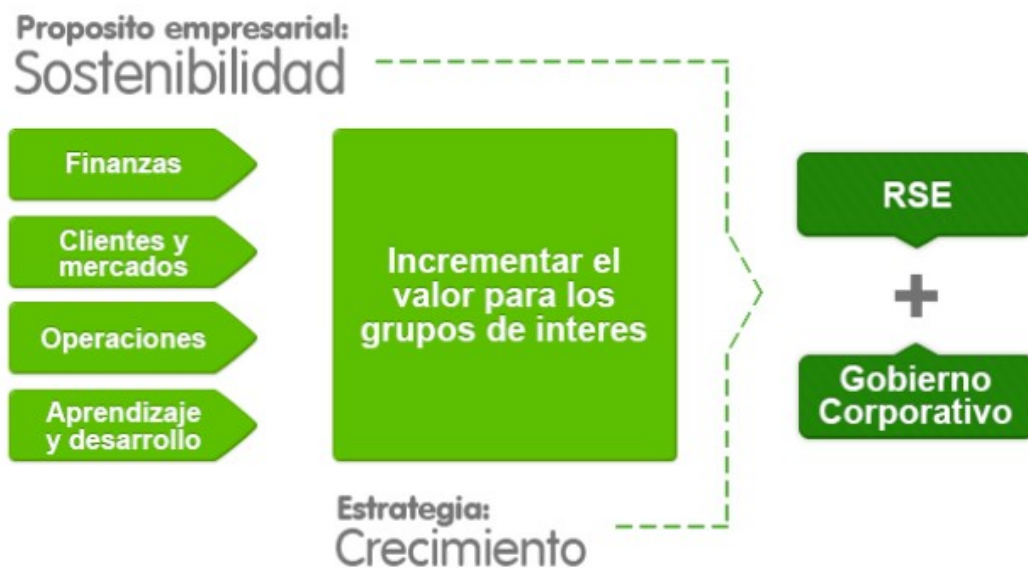 Proposito empresarial:
Sostenibilidad
Finanzas
Clientes y
mercados
Operaciones
Aprendizaje
y desarrollo
Incrementar el
valor para los
grupos de interes
Estrategia:
Crecimiento
RSE
+
Gobierno
Corporativo